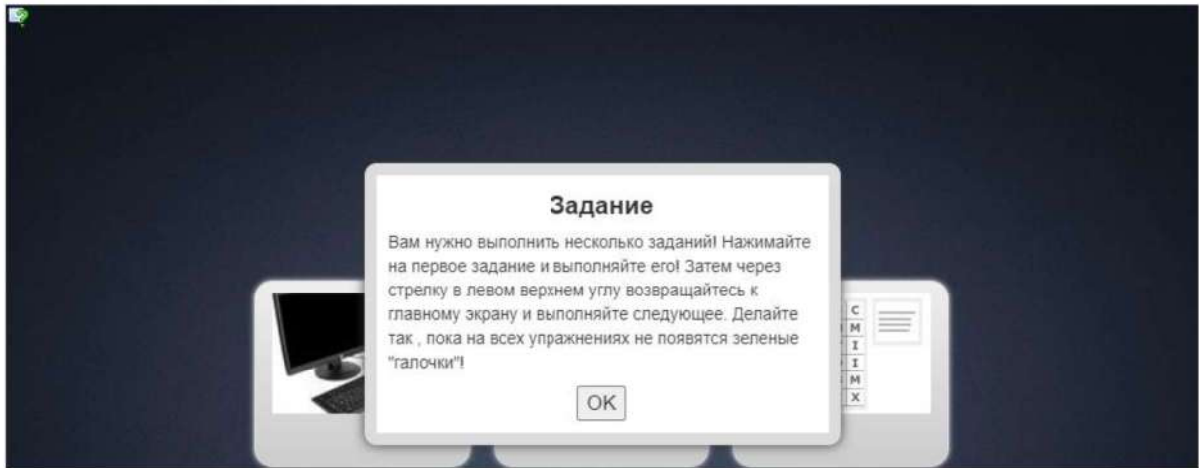 Задание
Вам нужно выполнить несколько заданий! Нажимайте
на первое задание и выполняйте его! Затем через
стрелку в левом верхнем углу возвращайтесь к
главному экрану и выполняйте следующее. Делайте
так , пока на всех упражнениях не появятся зеленые
"галочки"!
OK
C
M
I
I
M
X